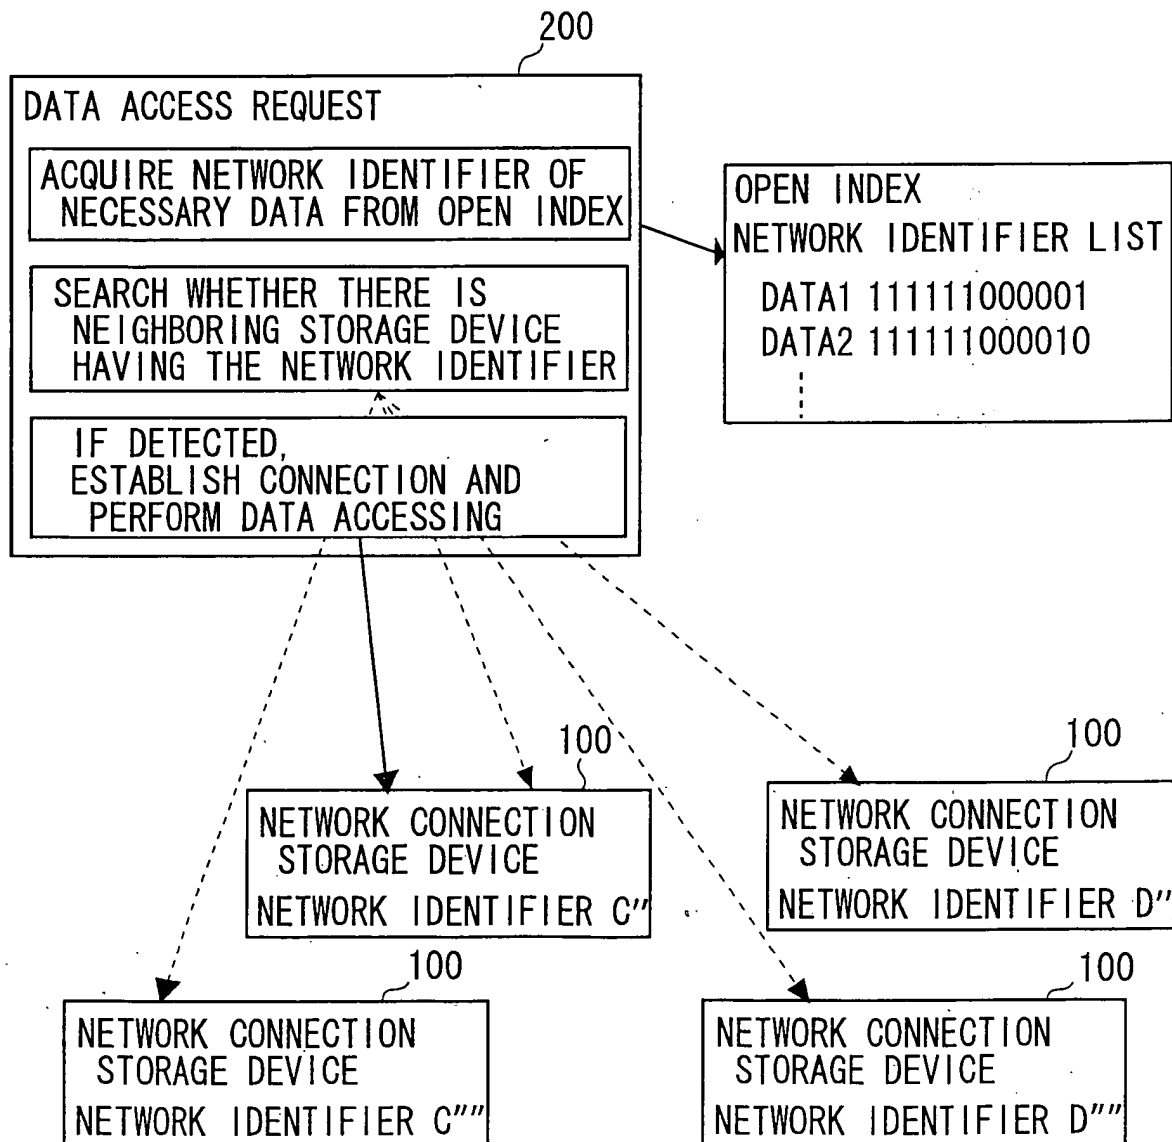 200
DATA ACCESS REQUEST
ACQUIRE NETWORK IDENTIFIER OF
NECESSARY DATA FROM OPEN INDEX
SEARCH WHETHER THERE IS
NEIGHBORING STORAGE DEVICE
HAVING THE NETWORK IDENTIFIER
IF DETECTED,
ESTABLISH CONNECTION AND
PERFORM DATA ACCESSING
OPEN INDEX
NETWORK IDENTIFIER LIST
DATA1 111111000001
DATA2 111111000010
100
NETWORK CONNECTION
STORAGE DEVICE
NETWORK IDENTIFIER C″
100
NETWORK CONNECTION
STORAGE DEVICE
NETWORK IDENTIFIER D″
100
NETWORK CONNECTION
STORAGE DEVICE
NETWORK IDENTIFIER C″″
100
NETWORK CONNECTION
STORAGE DEVICE
NETWORK IDENTIFIER D″″